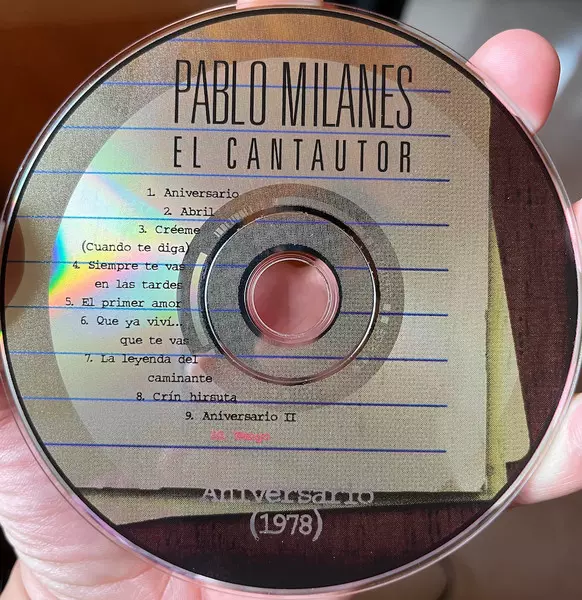 PABLO MILANES
EL CANTAUTOR
1. Aniversario
2. Abril
3. Créeme
(Cuando te diga)
4. Siempre te vas
en las tardes
5. El primer amor
6. Que ya viví..
que te vas
7. La leyenda del
caminante
8. Crín hirsuta
9. Aniversario II
Aniversario
(1978)